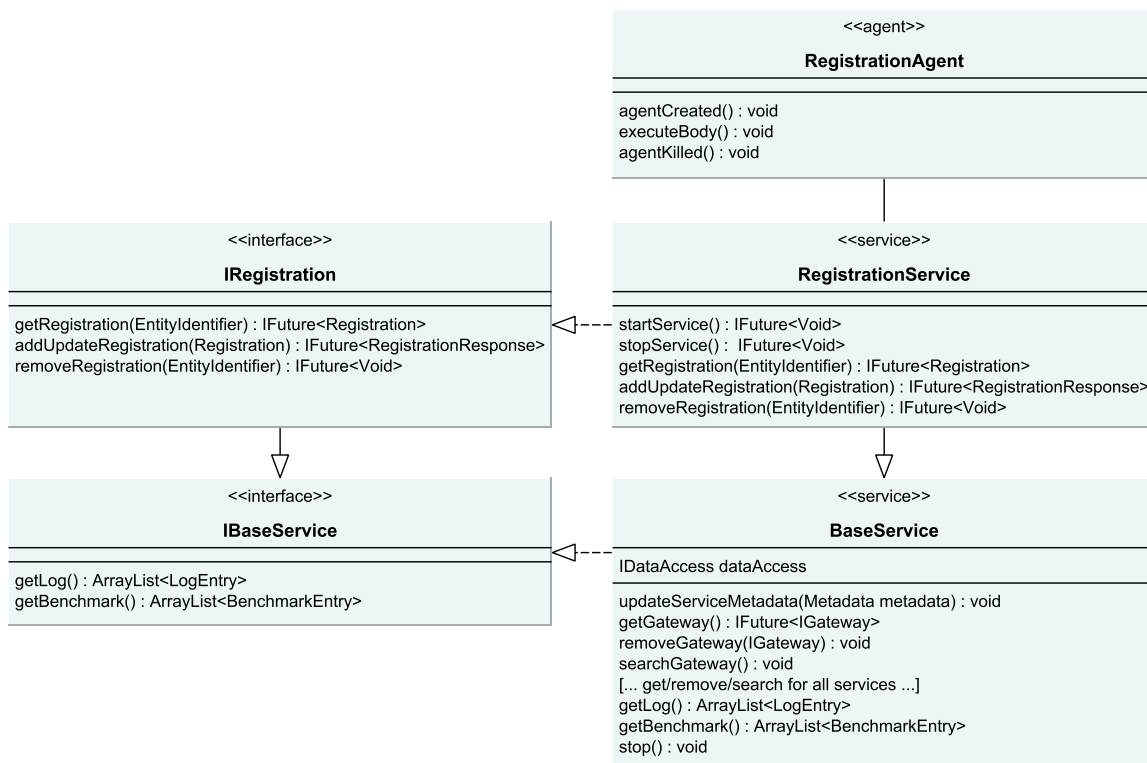 <<agent>>
RegistrationAgent
agentCreated() : void
executeBody() : void
agentKilled() : void
<<interface>>
IRegistration
getRegistration(EntityIdentifier) : IFuture<Registration>
addUpdateRegistration(Registration) : IFuture<RegistrationResponse>
removeRegistration(EntityIdentifier) : IFuture<Void>
<<service>>
RegistrationService
startService() : IFuture<Void>
stopService() :  IFuture<Void>
getRegistration(EntityIdentifier) : IFuture<Registration>
addUpdateRegistration(Registration) : IFuture<RegistrationResponse>
removeRegistration(EntityIdentifier) : IFuture<Void>
<<interface>>
IBaseService
getLog() : ArrayList<LogEntry>
getBenchmark() : ArrayList<BenchmarkEntry>
<<service>>
BaseService
IDataAccess dataAccess
updateServiceMetadata(Metadata metadata) : void
getGateway() : IFuture<IGateway>
removeGateway(IGateway) : void
searchGateway() : void
[... get/remove/search for all services ...]
getLog() : ArrayList<LogEntry>
getBenchmark() : ArrayList<BenchmarkEntry>
stop() : void